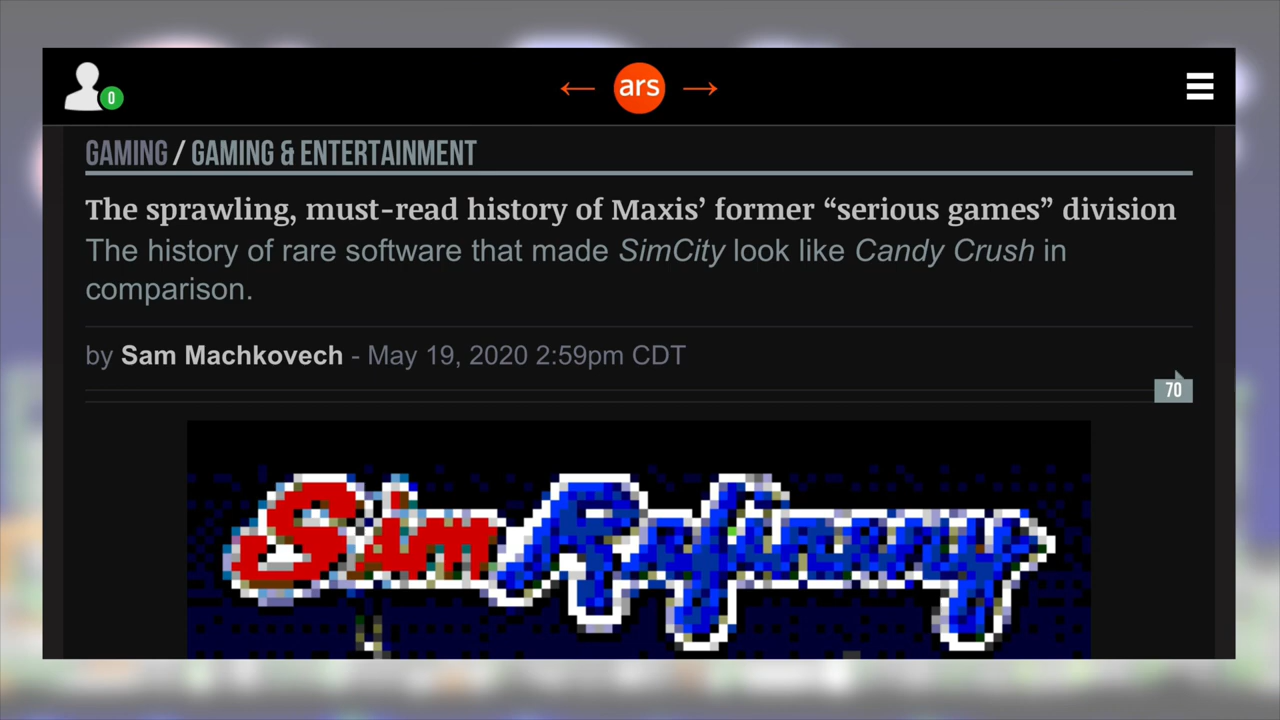 0
ars
GAMING / GAMING & ENTERTAINMENT
The sprawling, must-read history of Maxis’ former “serious games” division
The history of rare software that made SimCity look like Candy Crush in
comparison.
by Sam Machkovech - May 19, 2020 2:59pm CDT
70
SimRefinery